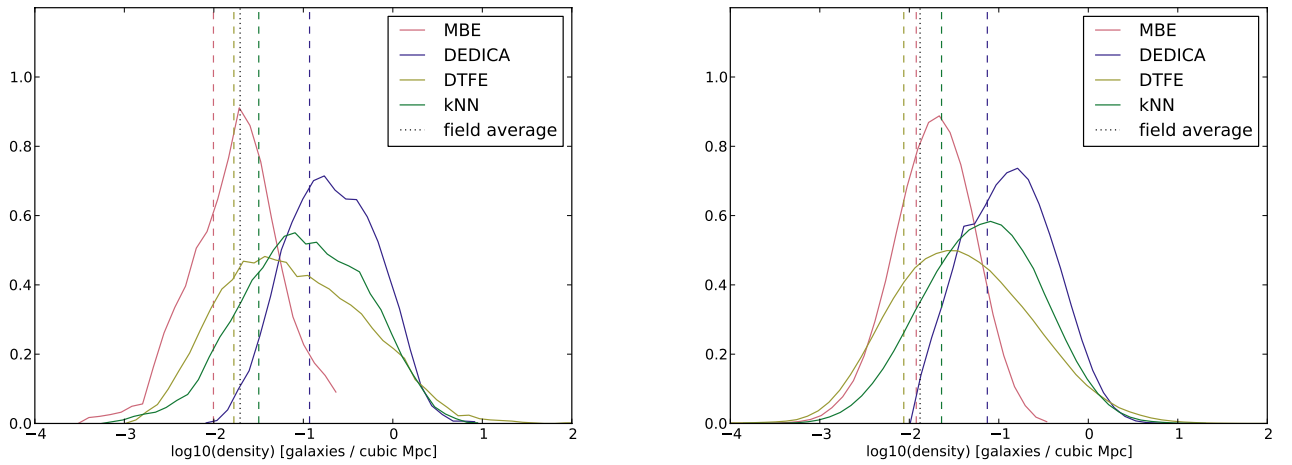 1.0
0.8
0.6
0.4
0.2
0.0
−4
−3
−2
−1
0
1
2
log10(density) [galaxies / cubic Mpc]
MBE
DEDICA
DTFE
kNN
field average
1.0
0.8
0.6
0.4
0.2
0.0
−4
−3
−2
−1
0
1
2
log10(density) [galaxies / cubic Mpc]
MBE
DEDICA
DTFE
kNN
field average